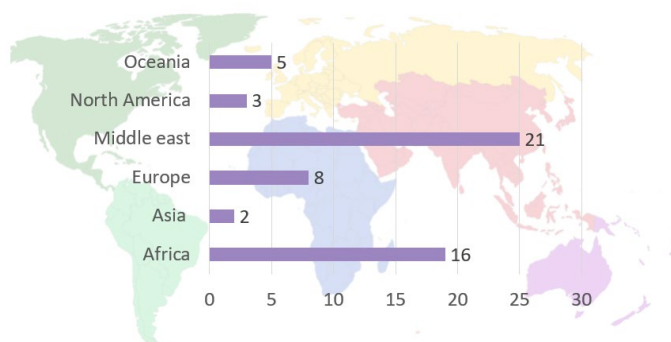 Oceania 5
North America 3
Middle east 21
Europe 8
Asia 2
Africa 16
0 5 10 15 20 25 30